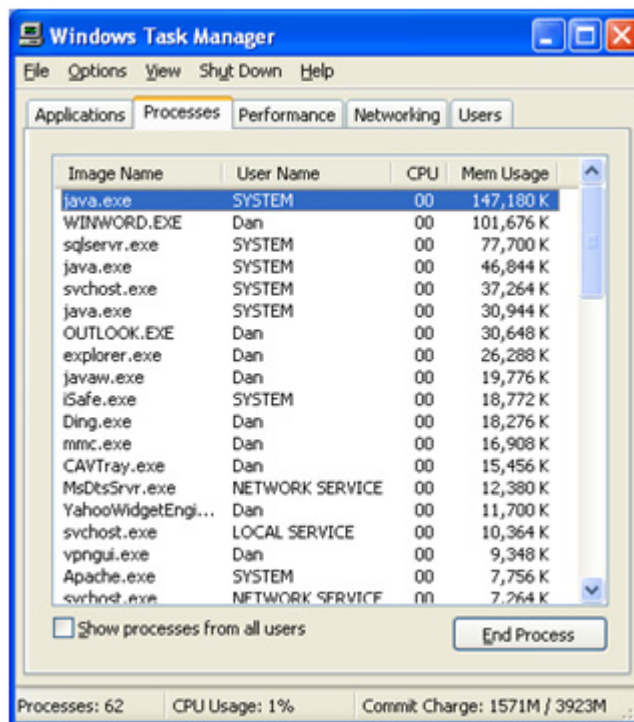 Windows Task Manager
File Options View Shut Down Help
Applications Processes Performance Networking Users
Image Name User Name CPU Mem Usage
java.exe SYSTEM 00 147,180 K
WINWORD.EXE Dan 00 101,676 K
sqlservr.exe SYSTEM 00 77,700 K
java.exe SYSTEM 00 46,844 K
svchost.exe SYSTEM 00 37,264 K
java.exe SYSTEM 00 30,944 K
OUTLOOK.EXE Dan 00 30,648 K
explorer.exe Dan 00 26,288 K
javaw.exe Dan 00 19,776 K
iSafe.exe SYSTEM 00 18,772 K
Ding.exe Dan 00 18,276 K
mmc.exe Dan 00 16,908 K
CAVTray.exe Dan 00 15,456 K
MsDtsSrvr.exe NETWORK SERVICE 00 12,380 K
YahooWidgetEngi... Dan 00 11,700 K
svchost.exe LOCAL SERVICE 00 10,364 K
vpngui.exe Dan 00 9,348 K
Apache.exe SYSTEM 00 7,756 K
svchost.exe NETWORK SERVICE 00 7,264 K
Show processes from all users
End Process
Processes: 62 CPU Usage: 1% Commit Charge: 1571M / 3923M